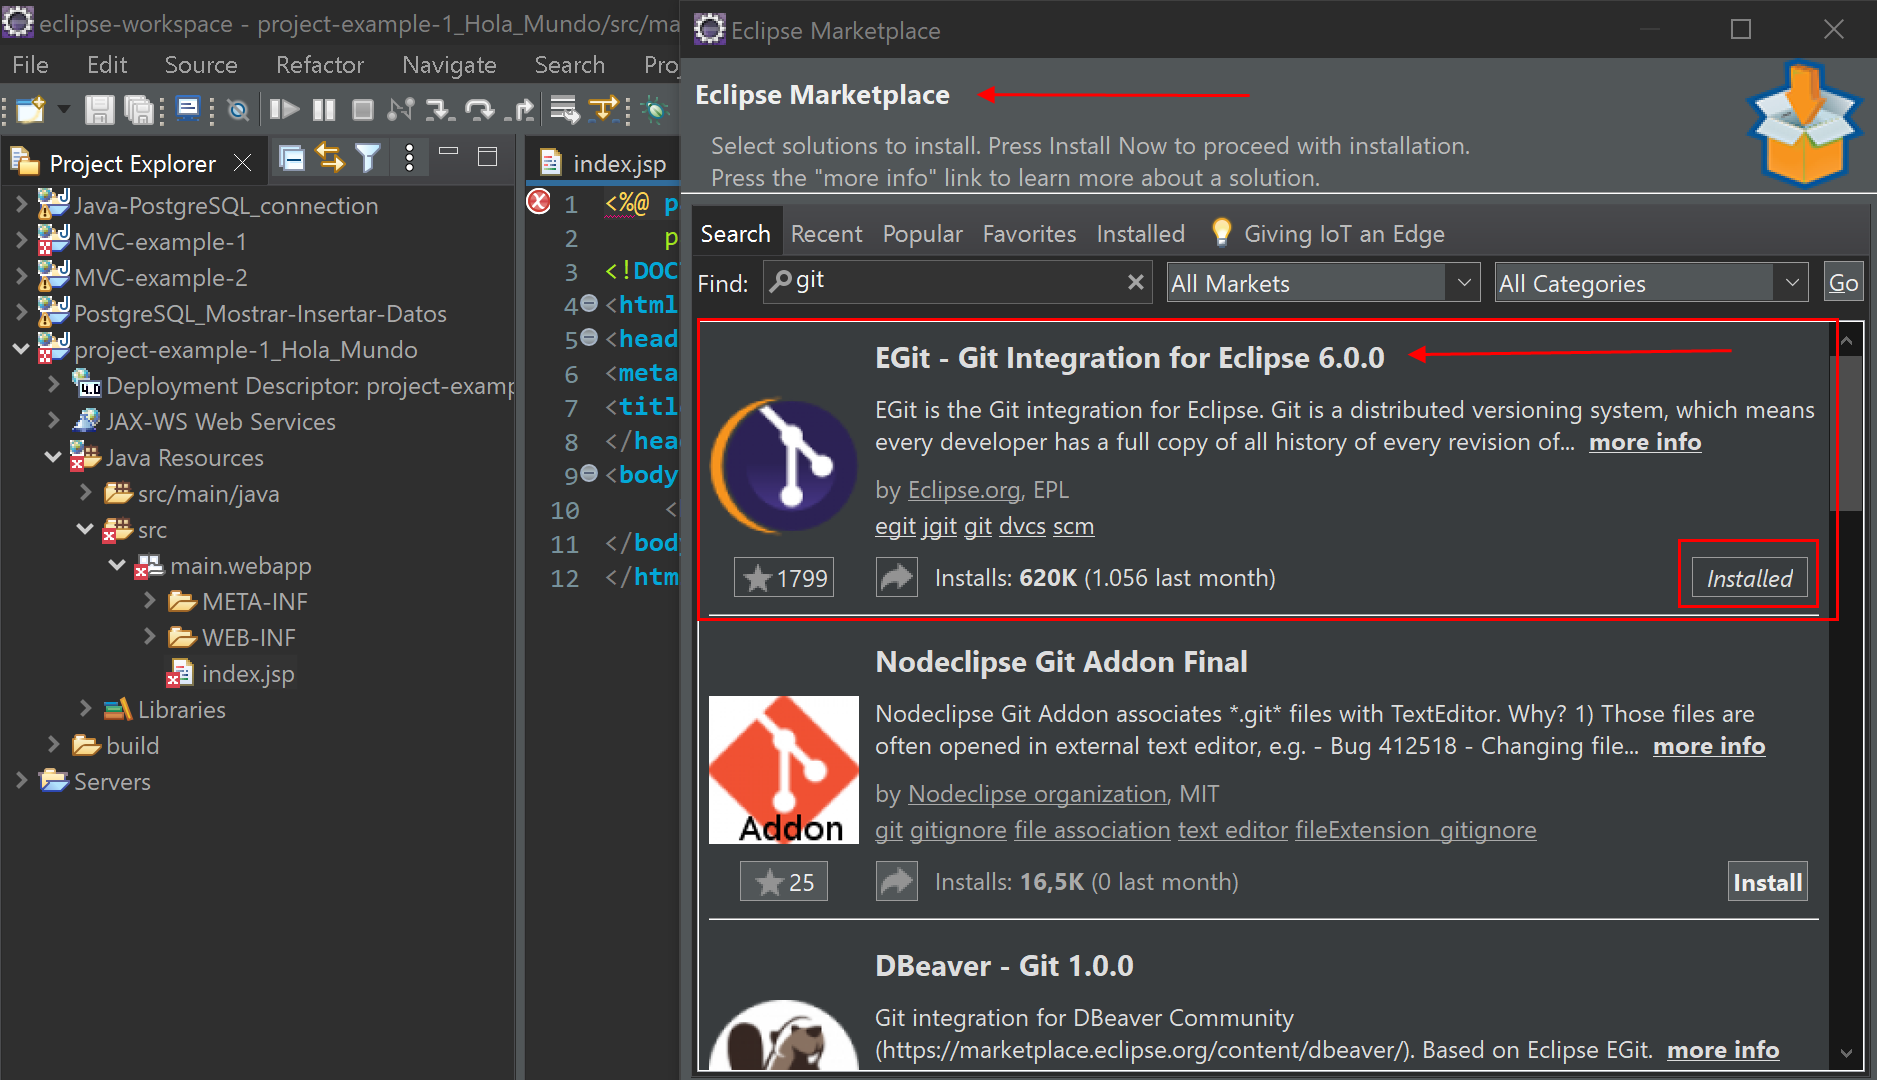 eclipse-workspace - project-example-1_Hola_Mundo/src/ma
File Edit Source Refactor Navigate Search Proj
Project Explorer
Java-PostgreSQL_connection
MVC-example-1
MVC-example-2
PostgreSQL_Mostrar-Insertar-Datos
project-example-1_Hola_Mundo
4.0 Deployment Descriptor: project-examp
JAX-WS Web Services
Java Resources
src/main/java
src
main.webapp
META-INF
WEB-INF
index.jsp
Libraries
build
Servers
index.jsp
1 <%@ p
2 p
3 <!DOC
4 <html
5 <head
6 <meta
7 <titl
8 </hea
9 <body
10 <
11 </bod
12 </htm
Eclipse Marketplace
Eclipse Marketplace
Select solutions to install. Press Install Now to proceed with installation.
Press the "more info" link to learn more about a solution.
Search Recent Popular Favorites Installed Giving IoT an Edge
Find: git All Markets All Categories Go
EGit - Git Integration for Eclipse 6.0.0
EGit is the Git integration for Eclipse. Git is a distributed versioning system, which means
every developer has a full copy of all history of every revision of... more info
by Eclipse.org, EPL
egit jgit git dvcs scm
1799 Installs: 620K (1.056 last month) Installed
Nodeclipse Git Addon Final
Nodeclipse Git Addon associates *.git* files with TextEditor. Why? 1) Those files are
often opened in external text editor, e.g. - Bug 412518 - Changing file... more info
Addon
by Nodeclipse organization, MIT
git gitignore file association text editor fileExtension_gitignore
25 Installs: 16,5K (0 last month) Install
DBeaver - Git 1.0.0
Git integration for DBeaver Community
(https://marketplace.eclipse.org/content/dbeaver/). Based on Eclipse EGit. more info